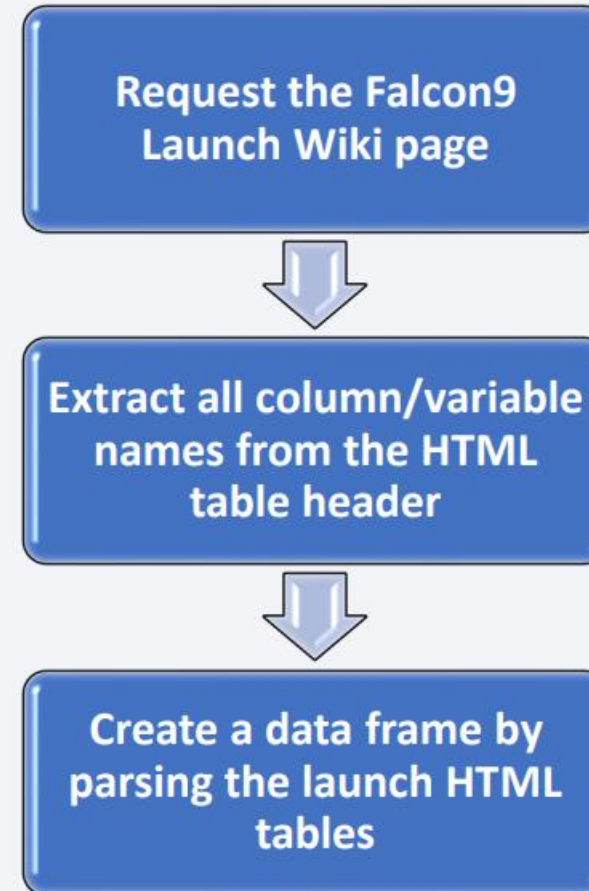 Request the Falcon9
Launch Wiki page
Extract all column/variable
names from the HTML
table header
Create a data frame by
parsing the launch HTML
tables